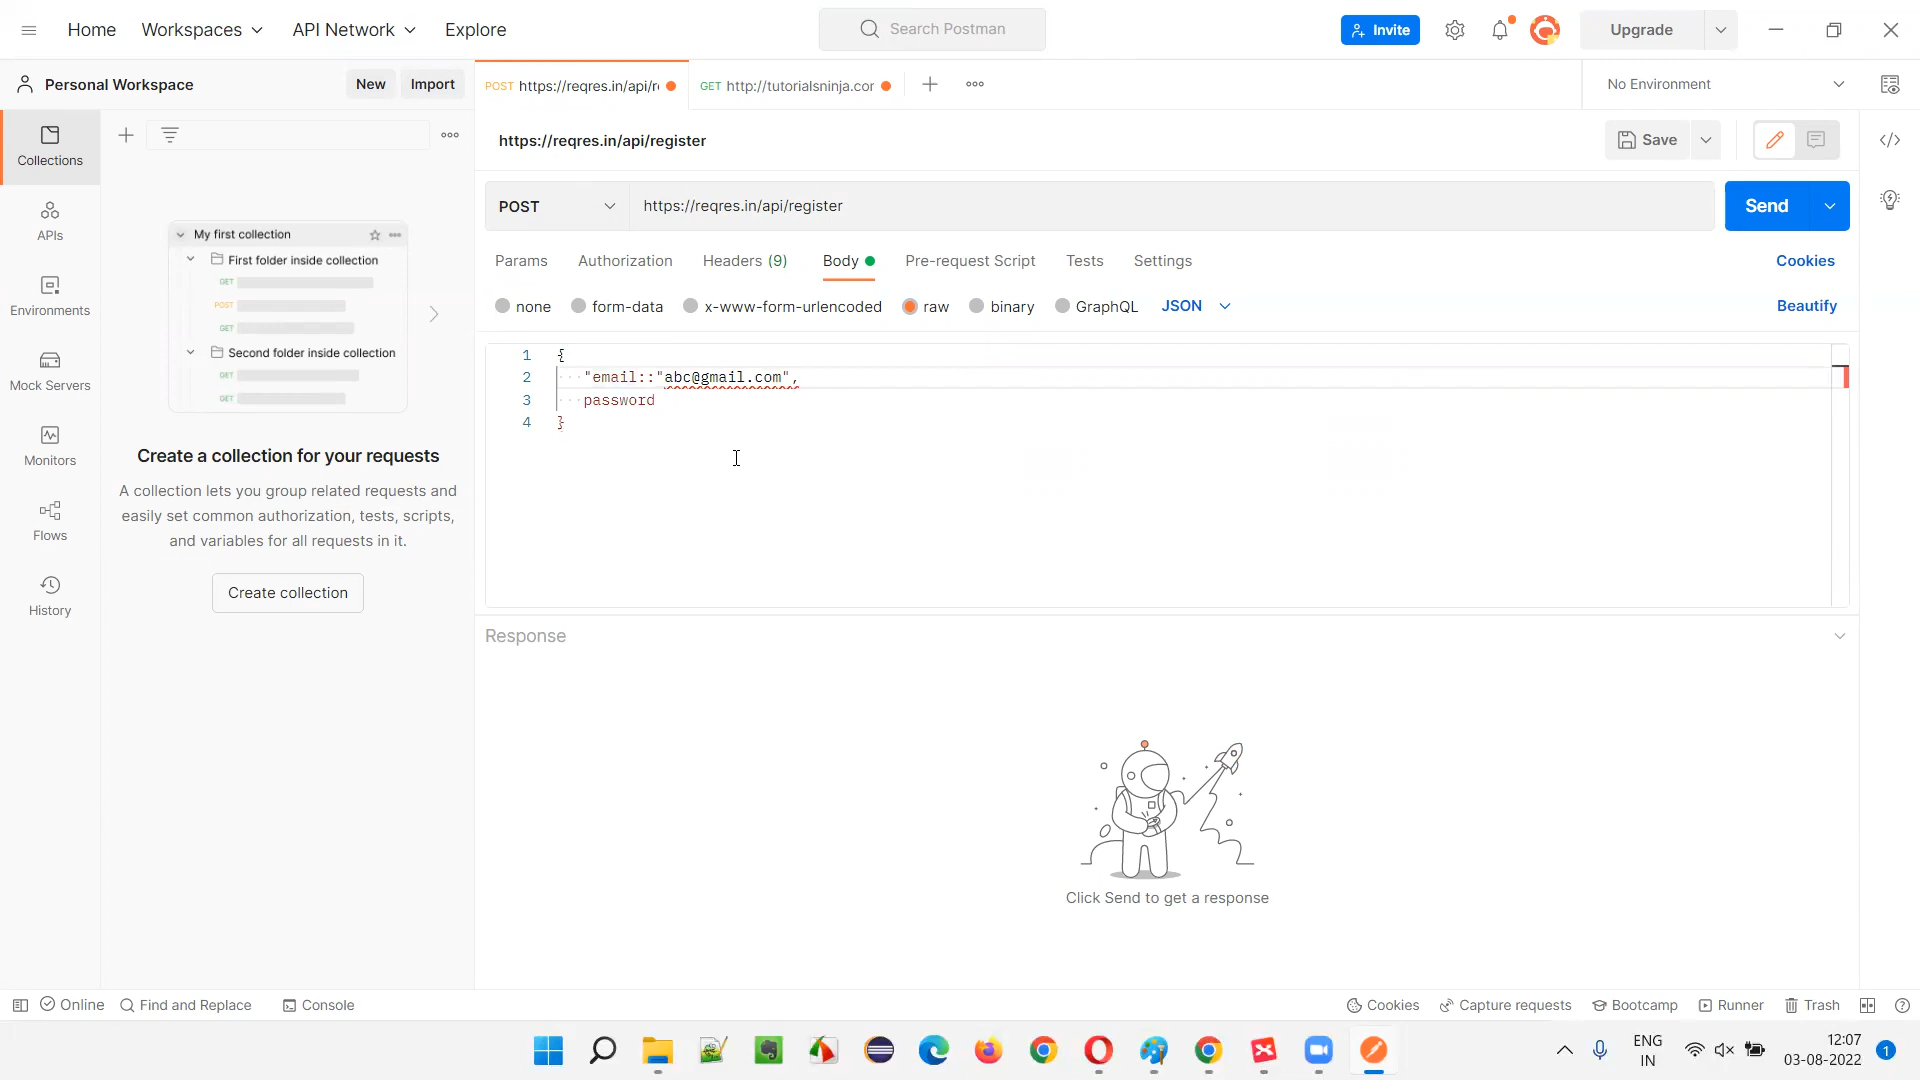 Home Workspaces API Network Explore Search Postman Invite Upgrade
Personal Workspace New Import POST https://reqres.in/api/r GET http://tutorialsninja.cor No Environment
https://reqres.in/api/register Save
Collections
APIs
Environments
Mock Servers
Monitors
Flows
History
My first collection
First folder inside collection
GET
POST
GET
Second folder inside collection
GET
GET
Create a collection for your requests
A collection lets you group related requests and
easily set common authorization, tests, scripts,
and variables for all requests in it.
Create collection
POST https://reqres.in/api/register Send
Params Authorization Headers (9) Body Pre-request Script Tests Settings Cookies
none form-data x-www-form-urlencoded raw binary GraphQL JSON Beautify
1 {
2 "email::"abc@gmail.com",
3 password
4 }
Response
Click Send to get a response
Online Find and Replace Console Cookies Capture requests Bootcamp Runner Trash
ENG
IN
12:07
03-08-2022
1